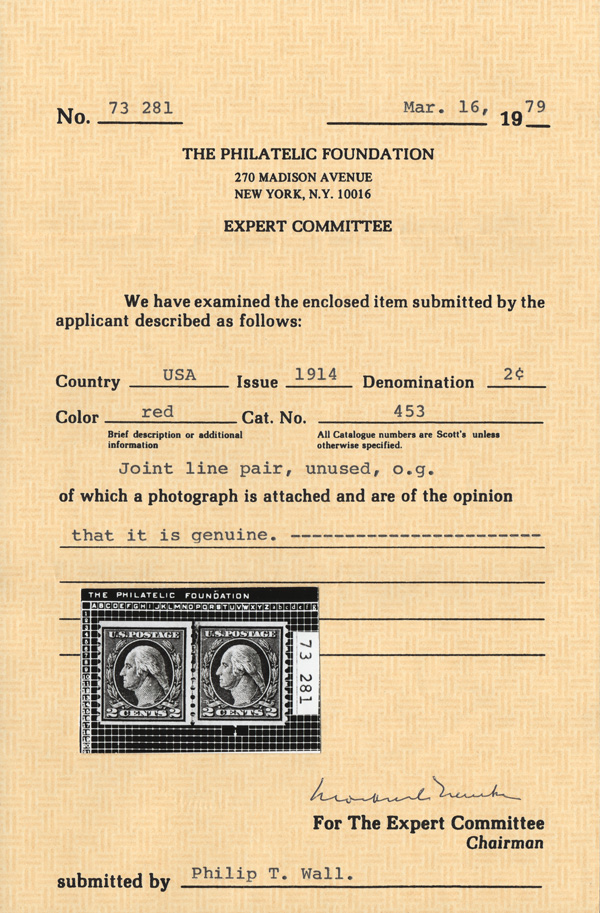 No. 73 281 Mar. 16, 1979
THE PHILATELIC FOUNDATION
270 MADISON AVENUE
NEW YORK, N.Y. 10016
EXPERT COMMITTEE
We have examined the enclosed item submitted by the
applicant described as follows:
Country USA Issue 1914 Denomination 2¢
Color red Cat. No. 453
Brief description or additional
information
All Catalogue numbers are Scott's unless
otherwise specified.
Joint line pair, unused, o.g.
of which a photograph is attached and are of the opinion
that it is genuine.
THE PHILATELIC FOUNDATION
ABCDEFGHIJKLMNOPQRSTUVWXYZabcdefg
U.S. POSTAGE U.S. POSTAGE
2 CENTS 2 2 CENTS 2
73 281
For The Expert Committee
Chairman
submitted by Philip T. Wall.